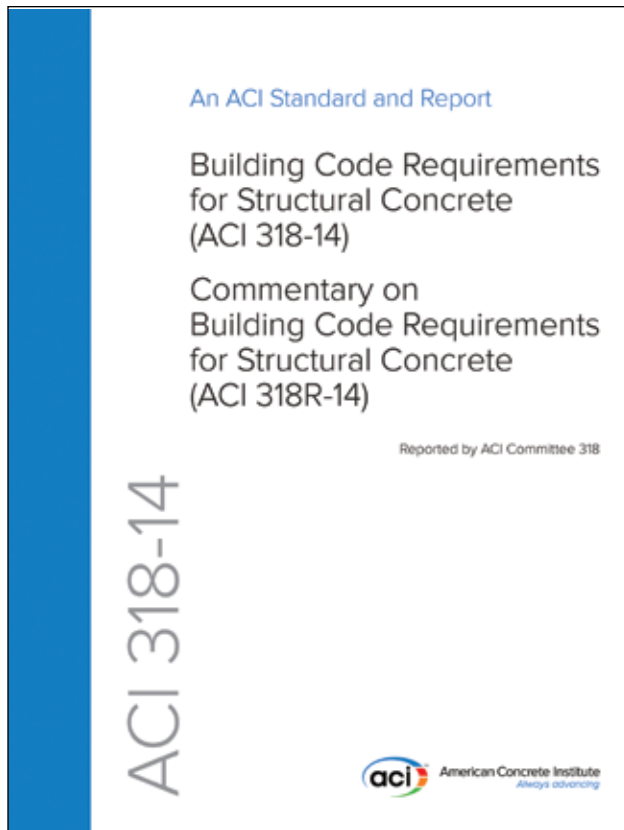 An ACI Standard and Report
Building Code Requirements
for Structural Concrete
(ACI 318-14)
Commentary on
Building Code Requirements
for Structural Concrete
(ACI 318R-14)
Reported by ACI Committee 318
ACI 318-14
aci
American Concrete Institute
Always advancing